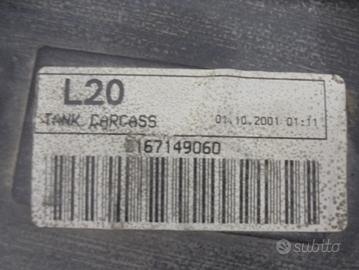 L20
TANK CARCASS 01.10.2001 01:11
167149060
subito